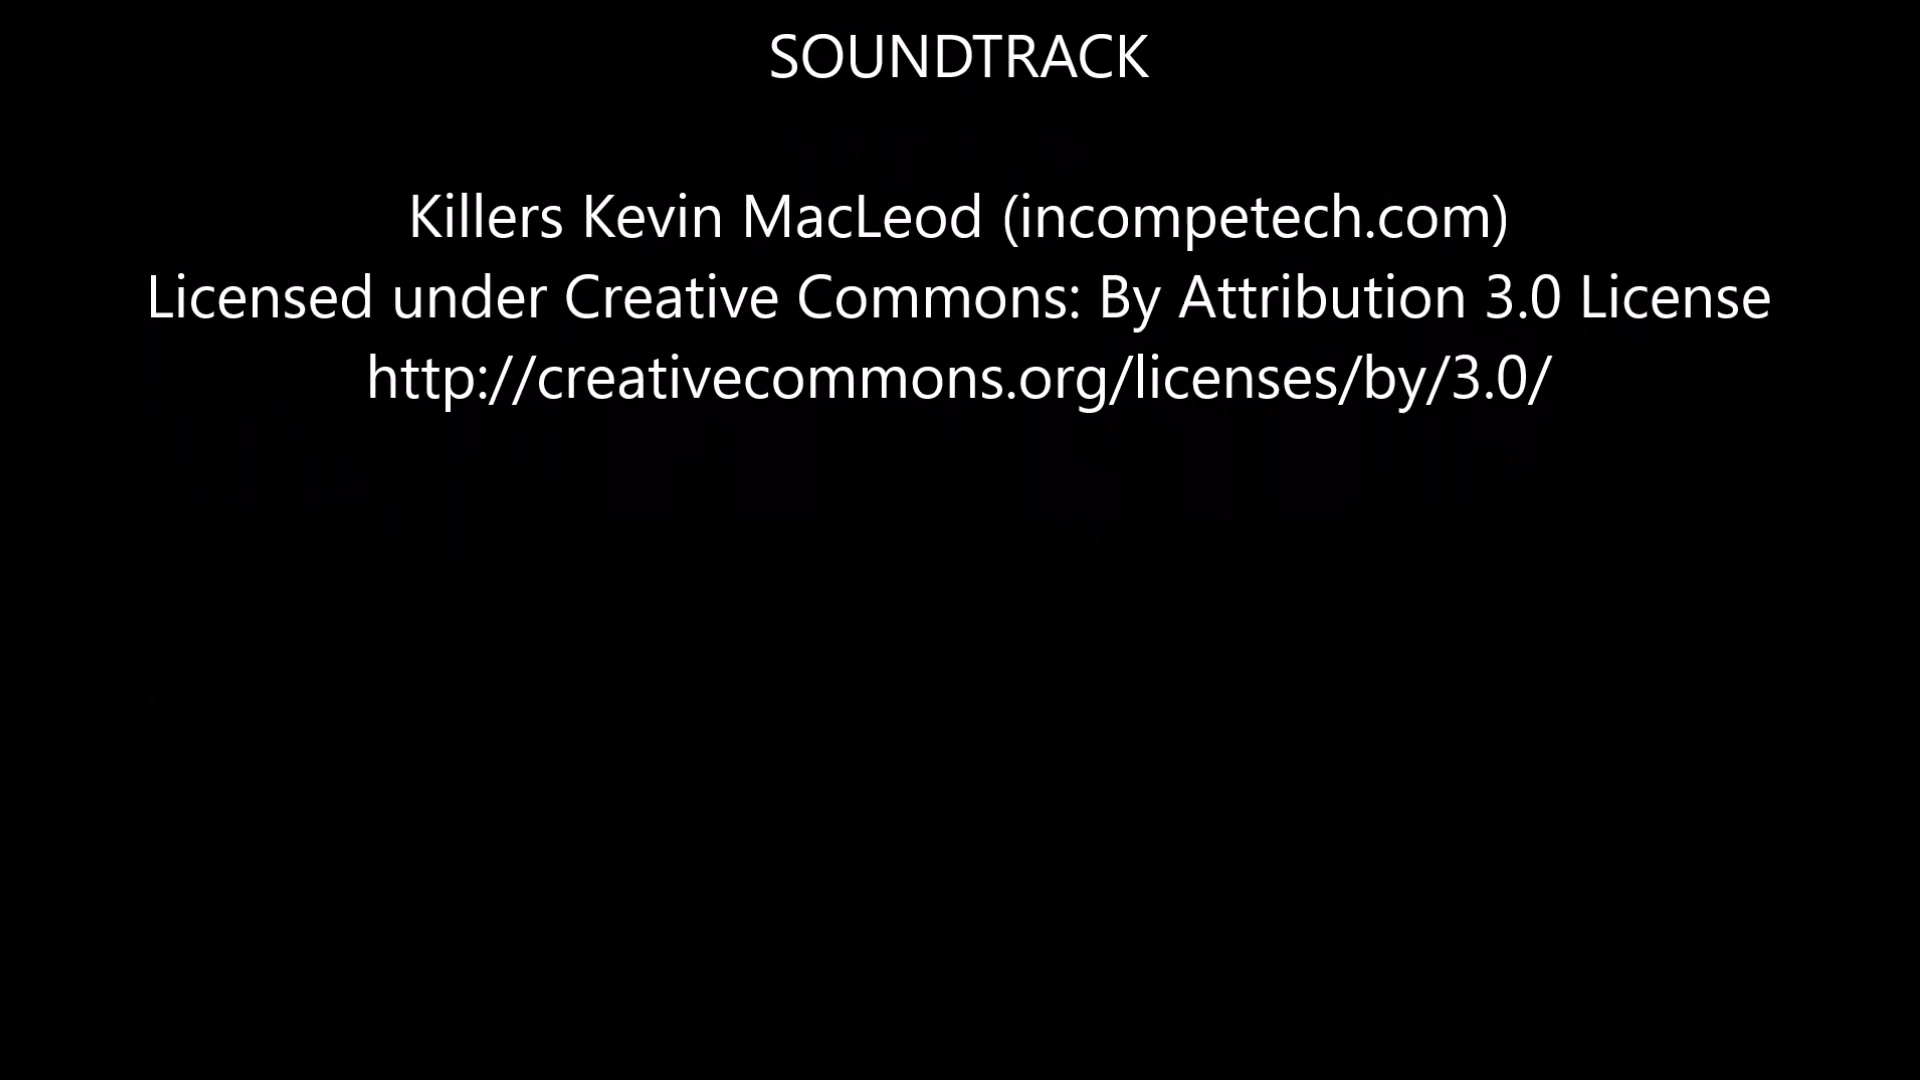 SOUNDTRACK
Killers Kevin MacLeod (incompetech.com)
Licensed under Creative Commons: By Attribution 3.0 License
http://creativecommons.org/licenses/by/3.0/